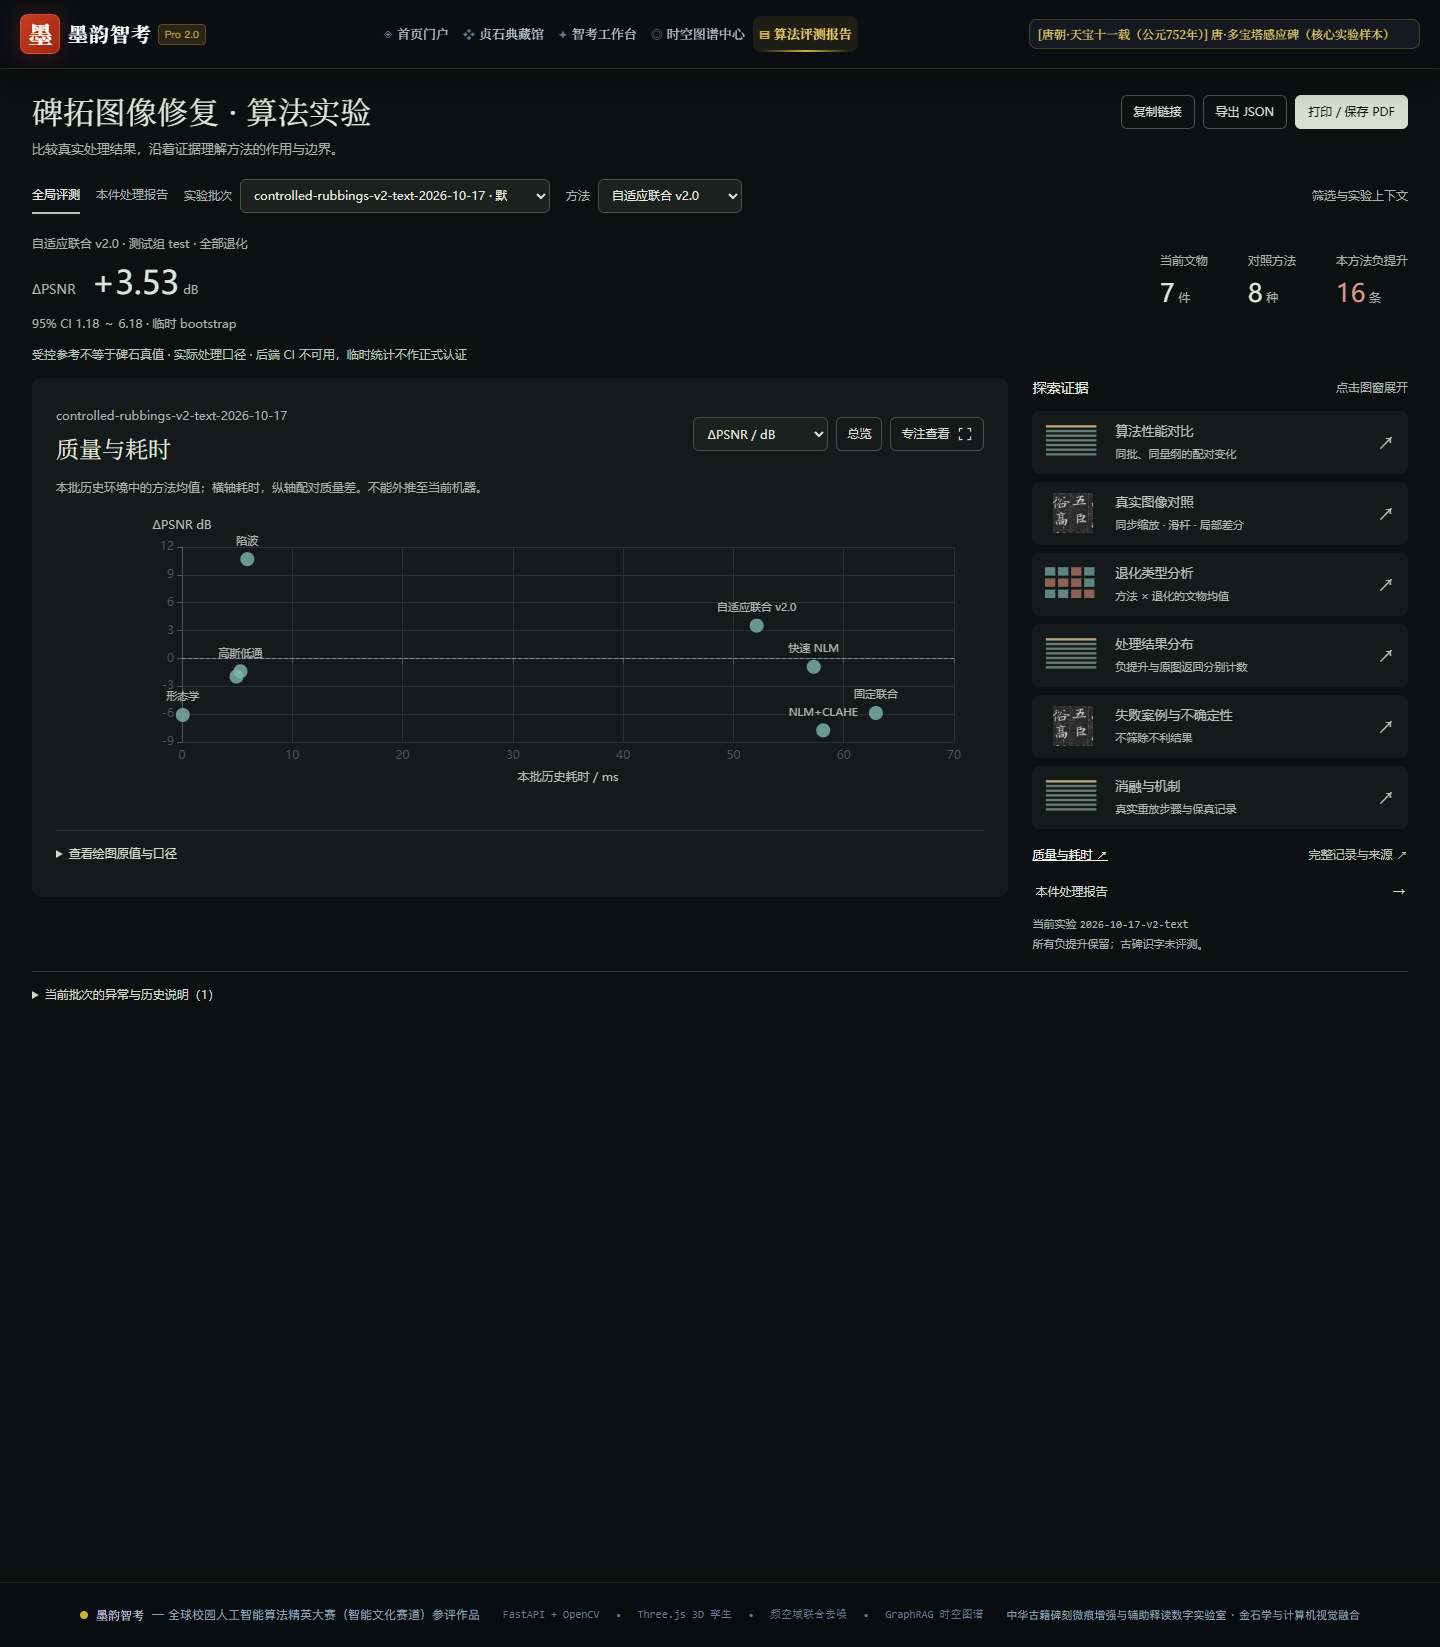 墨 墨韵智考 Pro 2.0
首页门户 贞石典藏馆 智考工作台 时空图谱中心 算法评测报告
[唐朝·天宝十一载（公元752年）] 唐·多宝塔感应碑（核心实验样本）
碑拓图像修复 · 算法实验
比较真实处理结果，沿着证据理解方法的作用与边界。
复制链接 导出 JSON 打印 / 保存 PDF
全局评测 本件处理报告 实验批次 controlled-rubbings-v2-text-2026-10-17 · 默 方法 自适应联合 v2.0 筛选与实验上下文
自适应联合 v2.0 · 测试组 test · 全部退化
ΔPSNR +3.53 dB
95% CI 1.18 ~ 6.18 · 临时 bootstrap
当前文物 对照方法 本方法负提升
7 件 8 种 16 条
受控参考不等于碑石真值 · 实际处理口径 · 后端 CI 不可用，临时统计不作正式认证
controlled-rubbings-v2-text-2026-10-17
质量与耗时
ΔPSNR / dB 总览 专注查看
本批历史环境中的方法均值；横轴耗时，纵轴配对质量差。不能外推至当前机器。
ΔPSNR dB
陷波
12
9
6
3
0
-3
-6
-9
自适应联合 v2.0
快速 NLM
高斯低通
形态学
固定联合
NLM+CLAHE
0 10 20 30 40 50 60 70
本批历史耗时 / ms
▶ 查看绘图原值与口径
探索证据 点击图窗展开
算法性能对比
同批、同量纲的配对变化
俗 五
高 臣
真实图像对照
同步缩放 · 滑杆 · 局部差分
退化类型分析
方法 × 退化的文物均值
处理结果分布
负提升与原图返回分别计数
俗 五
高 臣
失败案例与不确定性
不筛除不利结果
消融与机制
真实重放步骤与保真记录
质量与耗时 ↗ 完整记录与来源 ↗
本件处理报告 →
当前实验 2026-10-17-v2-text
所有负提升保留；古碑识字未评测。
▶ 当前批次的异常与历史说明（1）
墨韵智考 — 全球校园人工智能算法精英大赛（智能文化赛道）参评作品 FastAPI + OpenCV • Three.js 3D 孪生 • 频空域联合去噪 • GraphRAG 时空图谱 中华古籍碑刻微痕增强与辅助释读数字实验室 · 金石学与计算机视觉融合